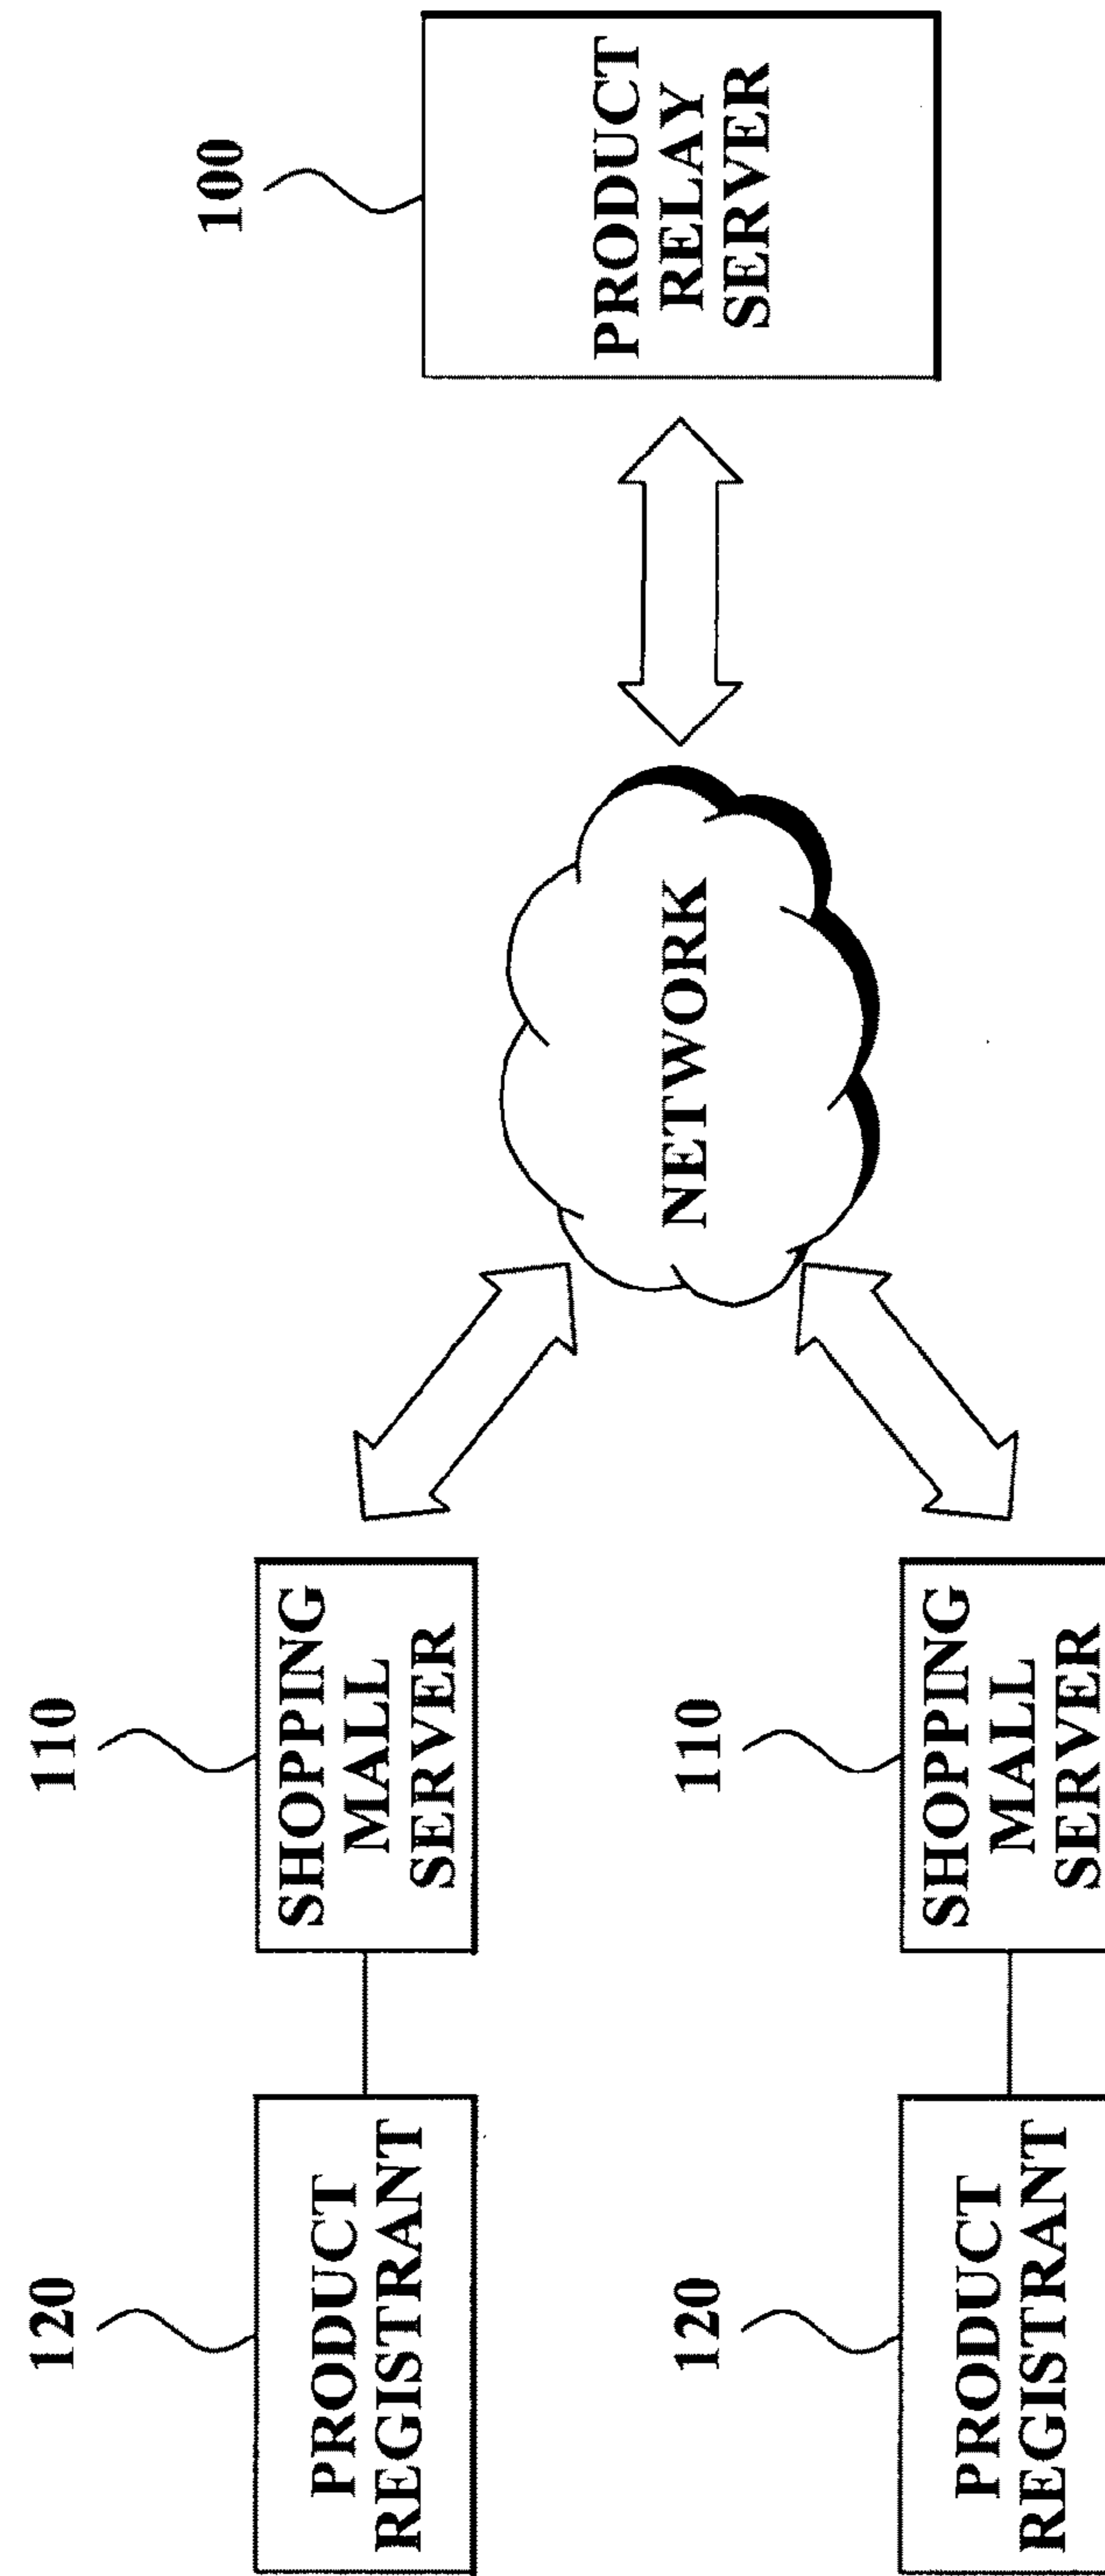 120
PRODUCT
REGISTRANT
110
SHOPPING
MALL
SERVER
NETWORK
100
PRODUCT
RELAY
SERVER
120
PRODUCT
REGISTRANT
110
SHOPPING
MALL
SERVER